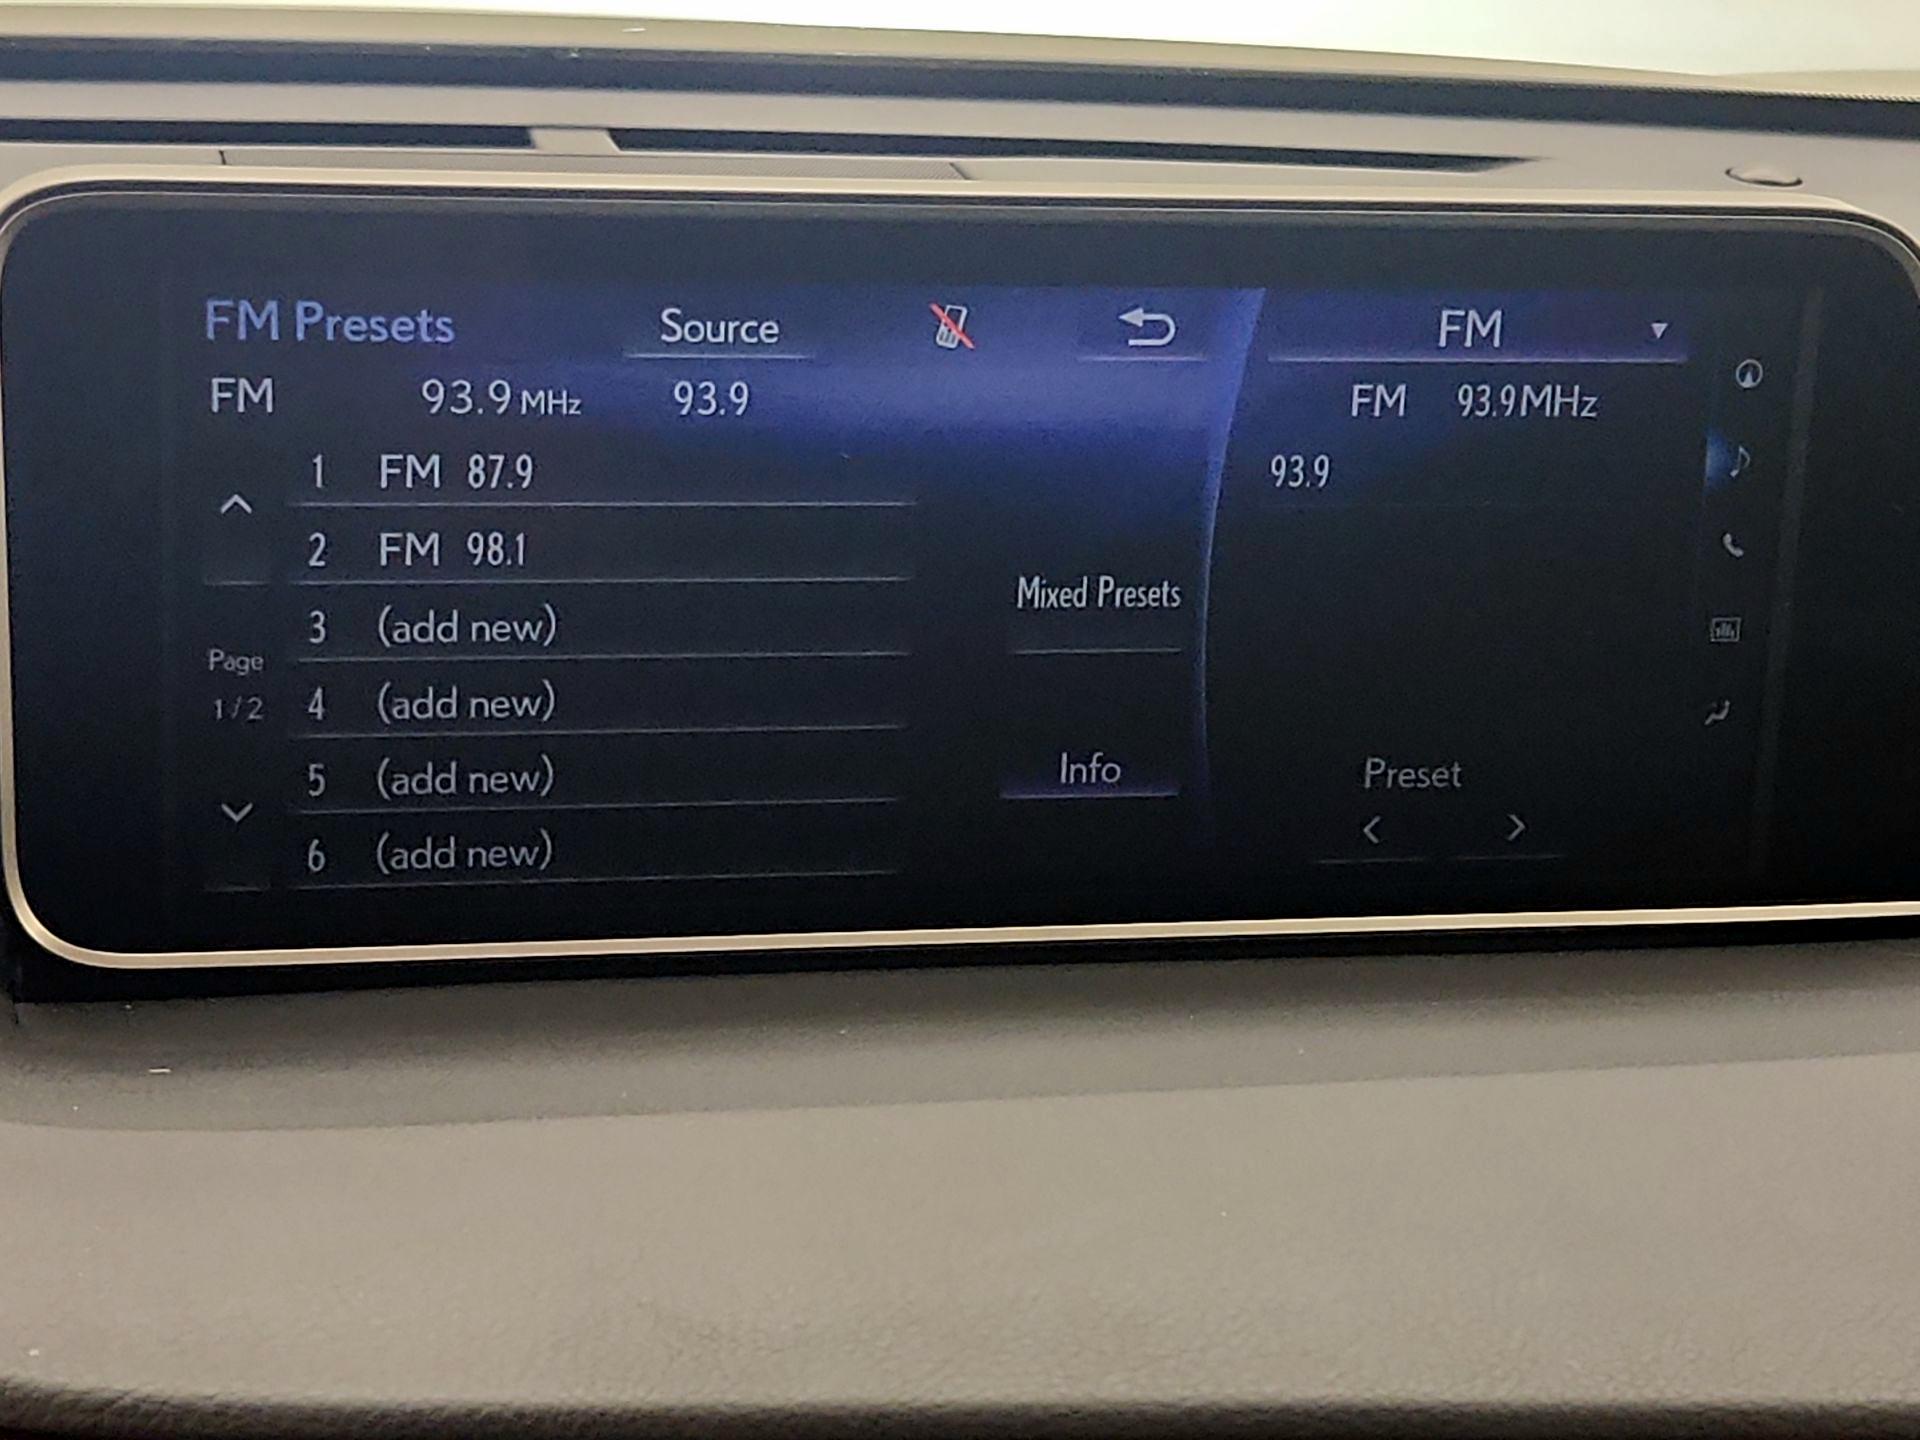 FM Presets Source FM
FM 93.9 MHz 93.9 FM 93.9MHz
1 FM 87.9 93.9
2 FM 98.1
Mixed Presets
3 (add new)
Page
1/2 4 (add new)
5 (add new) Info Preset
6 (add new)